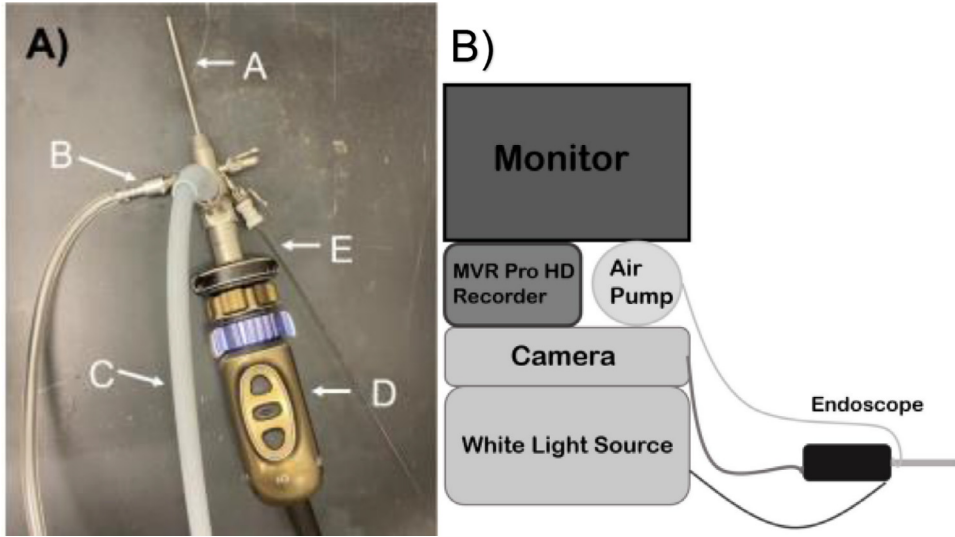 A)
A
B
E
C
D
B)
Monitor
MVR Pro HD
Recorder
Air
Pump
Camera
White Light Source
Endoscope